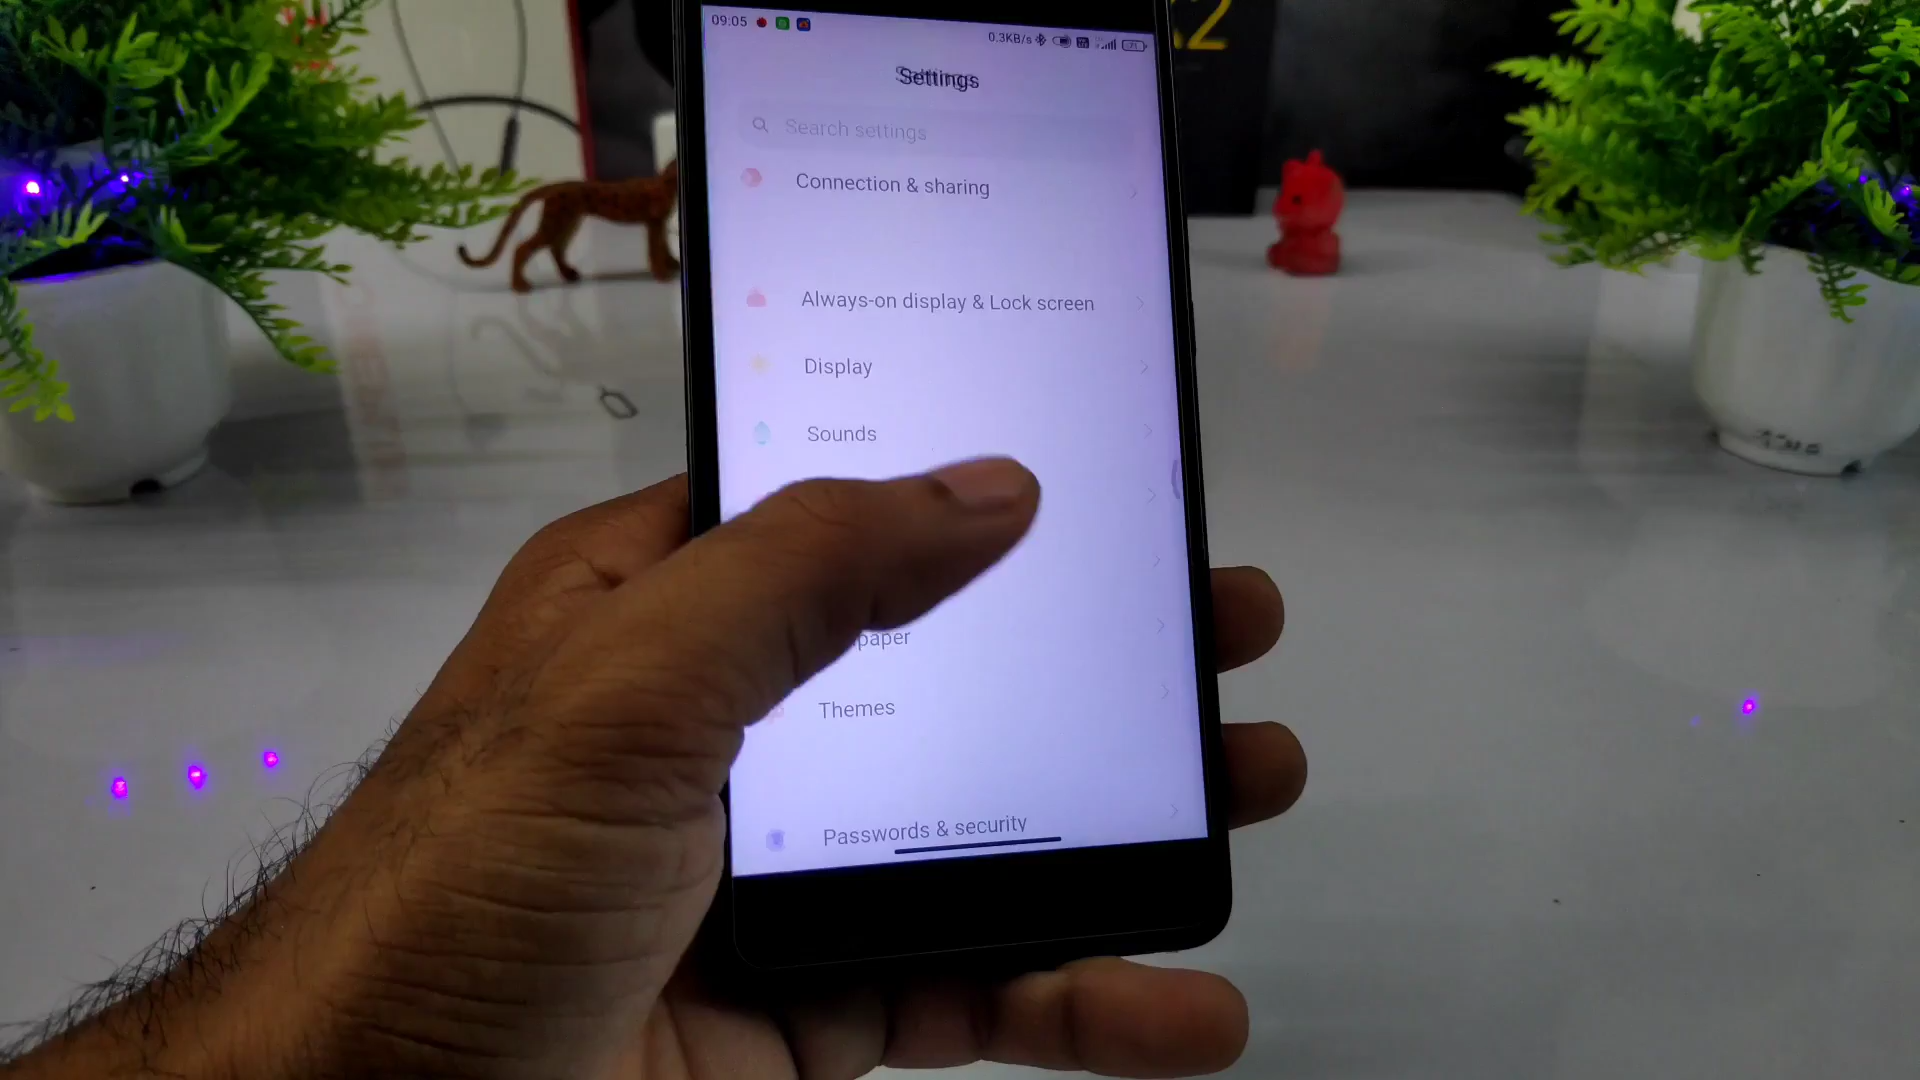 09:05
0.3KB/s
Settings
Search settings
Connection & sharing
Always-on display & Lock screen
Display
Sounds
paper
Themes
Passwords & security
2